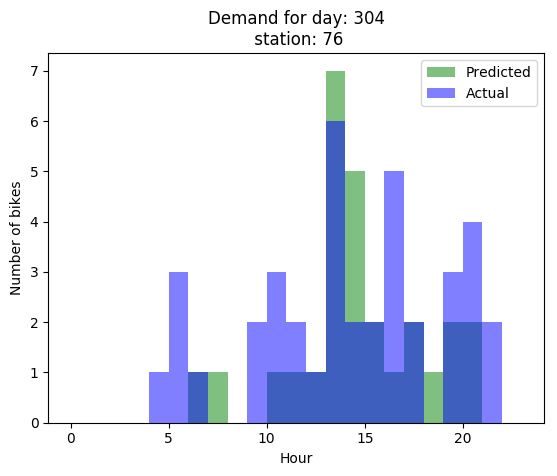 Demand for day: 304
station: 76
Predicted
Actual
Number of bikes
7
6
5
4
3
2
1
0
0 5 10 15 20
Hour